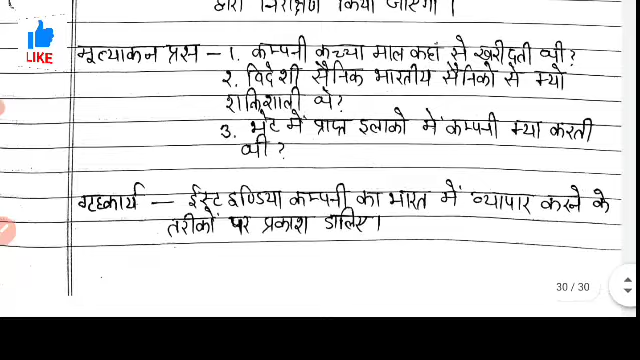 द्वारा निरीक्षण किया जाएगा।
LIKE
मूल्याकन प्रस – 1. कम्पनी कच्चा माल कहां से खरीदती थी?
2. विदेशी सैनिक भारतीय सैनिको से क्यो
शक्तिशाली थे?
3. भेट में प्राप्त इलाको में कम्पनी क्या करती
थी?
गृहकार्य – ईस्ट इण्डिया कम्पनी का भारत में व्यापार करने के
तरीकों पर प्रकाश डालिए।
30 / 30